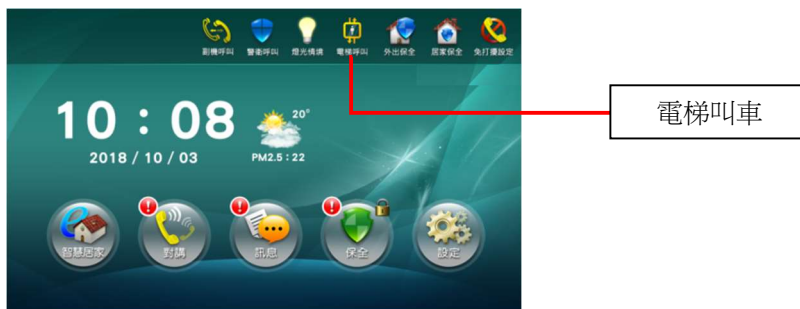 副機呼叫 警衛呼叫 燈光情境 電梯呼叫 外出保全 居家保全 免打擾設定
10:08
20°
2018 / 10 / 03
PM2.5:22
電梯叫車
智慧居家 對講 訊息 保全 設定